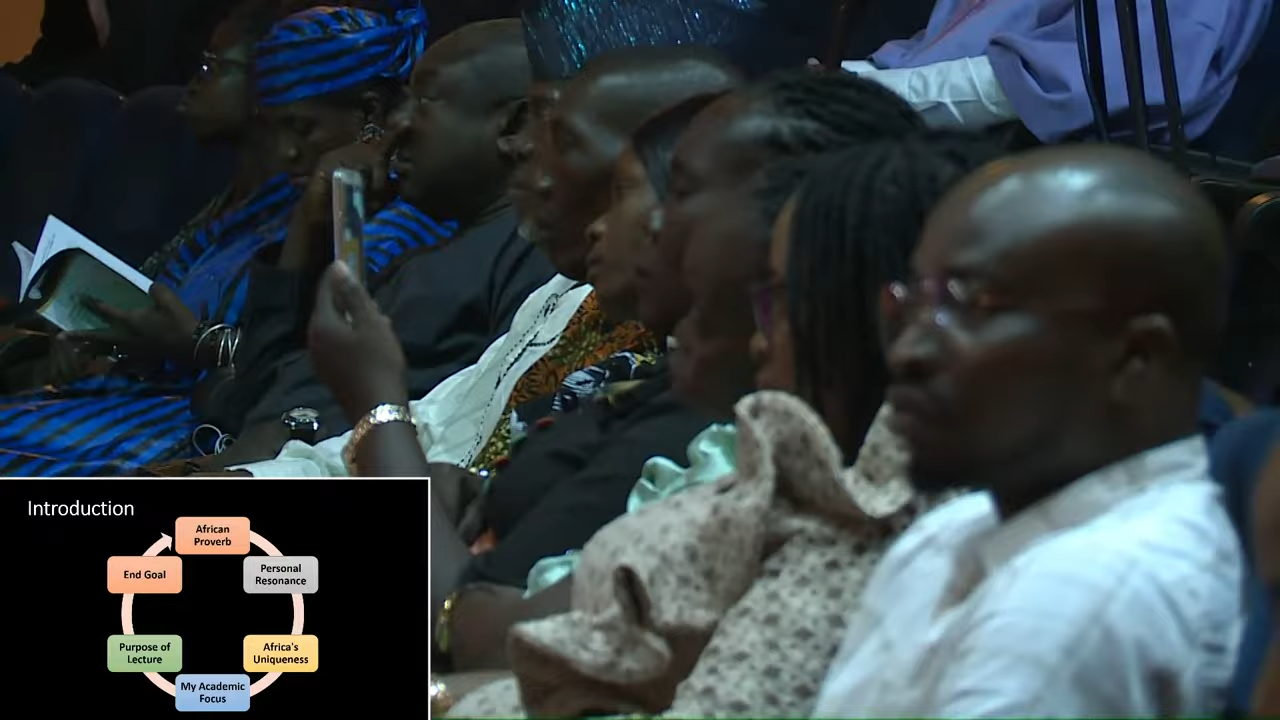 Introduction
African
Proverb
Personal
Resonance
Africa's
Uniqueness
My Academic
Focus
Purpose of
Lecture
End Goal